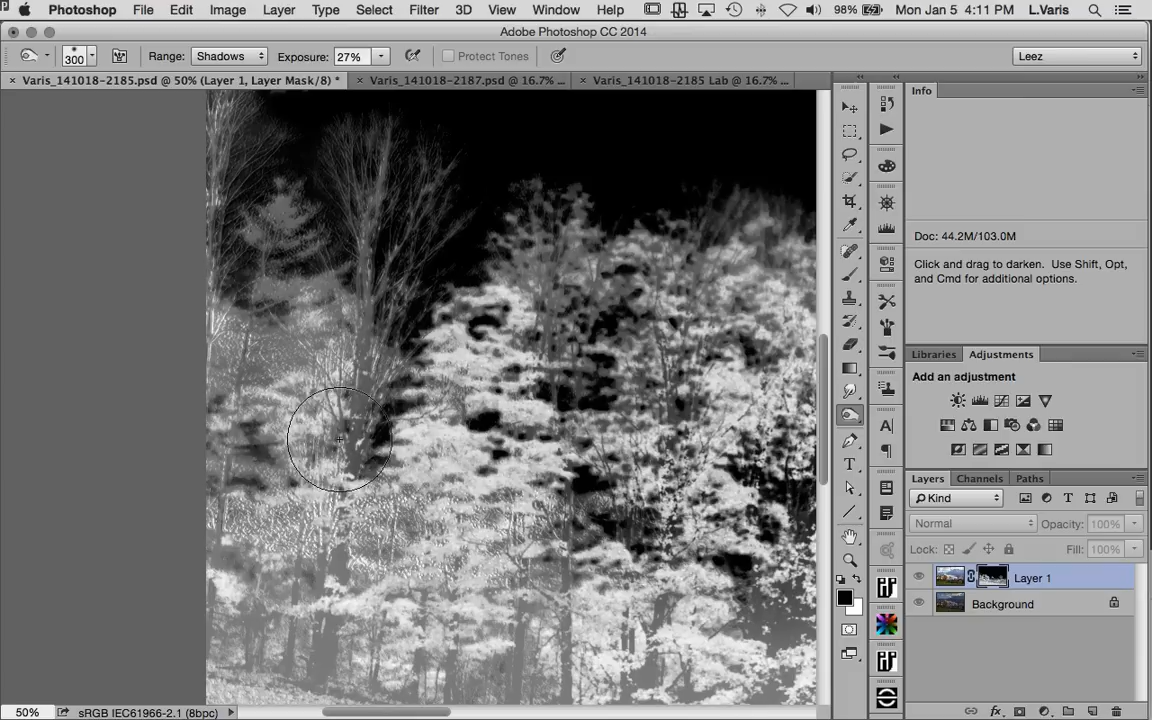 Photoshop File Edit Image Layer Type Select Filter 3D View Window Help 98% Mon Jan 5 4:11 PM L.Varis
Adobe Photoshop CC 2014
300 Range: Shadows Exposure: 27% Protect Tones Leez
× Varis_141018-2185.psd @ 50% (Layer 1, Layer Mask/8) * × Varis_141018-2187.psd @ 16.7% ... × Varis_141018-2185 Lab @ 16.7% ...
Info
Doc: 44.2M/103.0M
Click and drag to darken. Use Shift, Opt,
and Cmd for additional options.
Libraries Adjustments
Add an adjustment
Layers Channels Paths
Kind
Normal Opacity: 100%
Lock: Fill: 100%
Layer 1
Background
50% sRGB IEC61966-2.1 (8bpc)